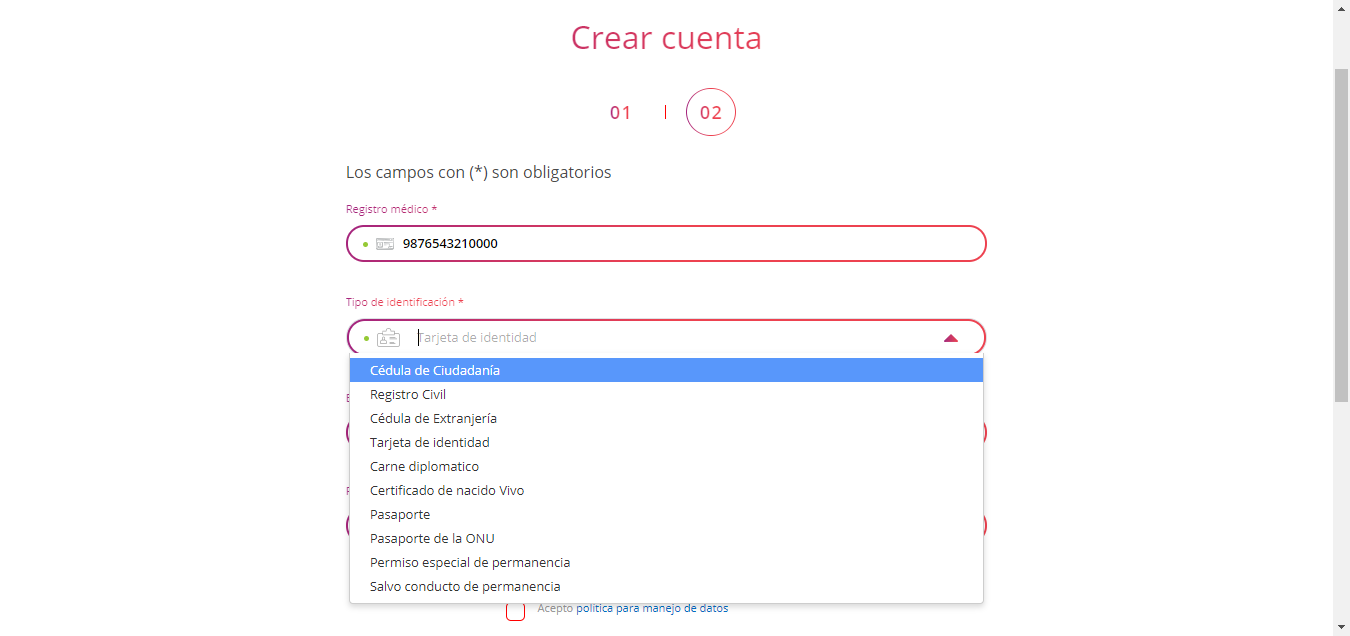 Crear cuenta
01 | 02
Los campos con (*) son obligatorios
Registro médico *
9876543210000
Tipo de identificación *
Tarjeta de identidad
Cédula de Ciudadanía
Registro Civil
Cédula de Extranjería
Tarjeta de identidad
Carne diplomatico
Certificado de nacido Vivo
Pasaporte
Pasaporte de la ONU
Permiso especial de permanencia
Salvo conducto de permanencia
Acepto politica para manejo de datos